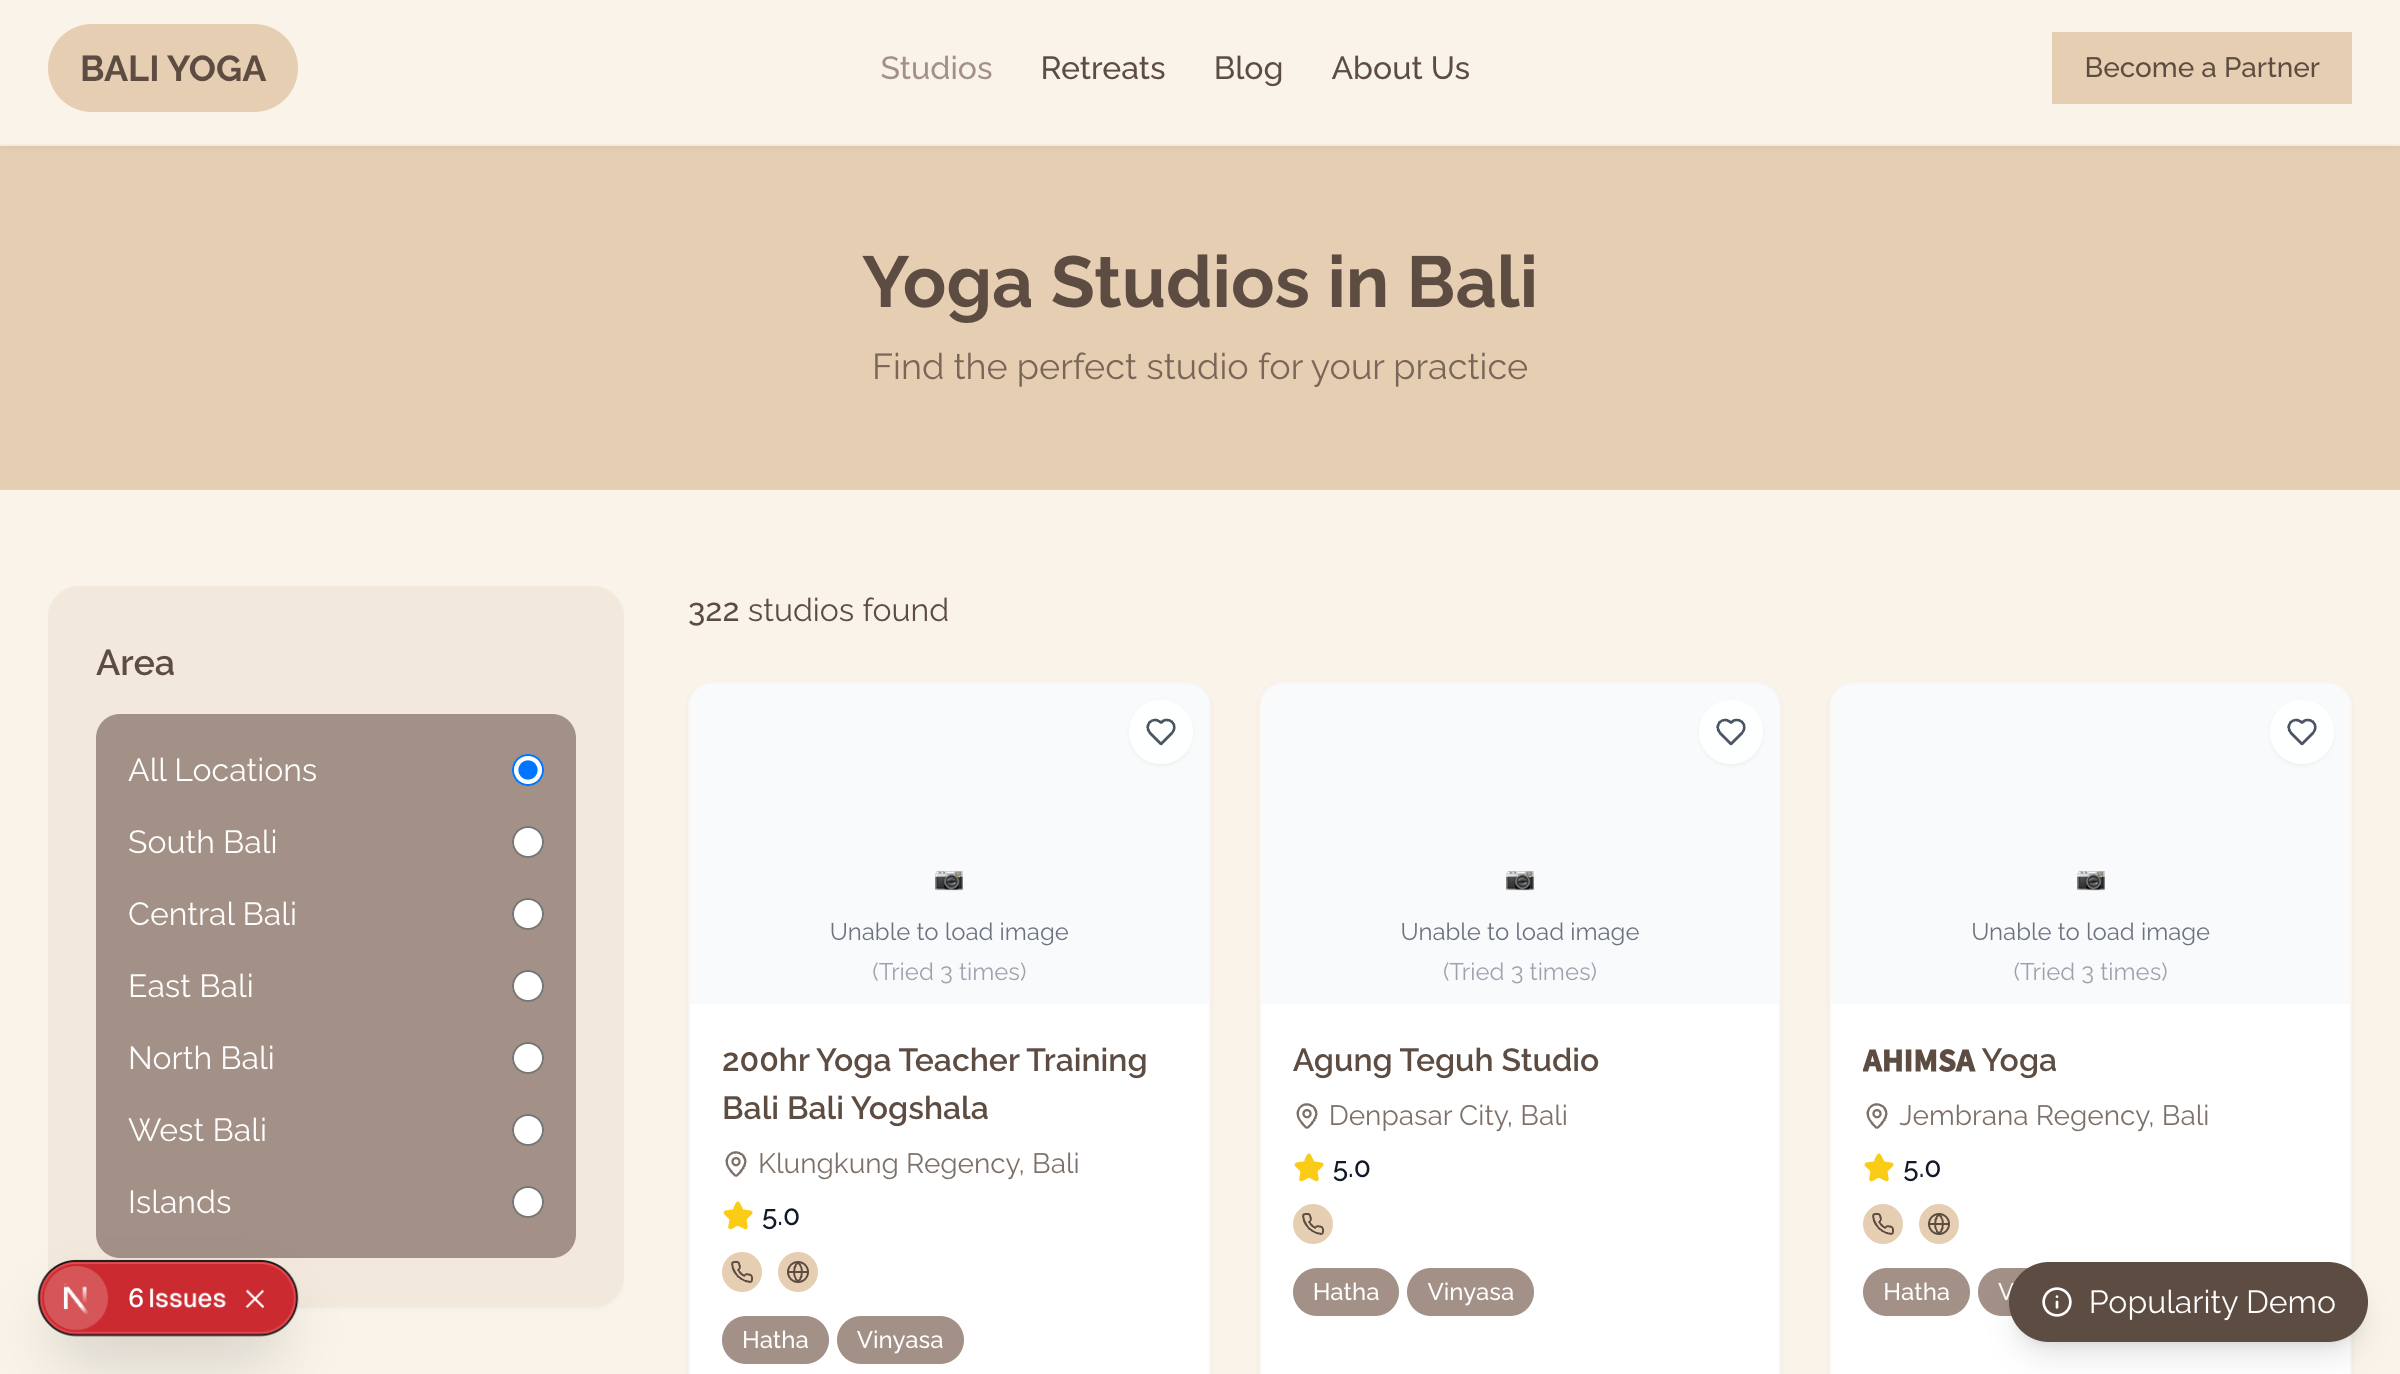 BALI YOGA
Studios
Retreats
Blog
About Us
Become a Partner
Yoga Studios in Bali
Find the perfect studio for your practice
Area
All Locations
South Bali
Central Bali
East Bali
North Bali
West Bali
Islands
322 studios found
Unable to load image
(Tried 3 times)
200hr Yoga Teacher Training
Bali Bali Yogshala
Klungkung Regency, Bali
5.0
Hatha
Vinyasa
Unable to load image
(Tried 3 times)
Agung Teguh Studio
Denpasar City, Bali
5.0
Hatha
Vinyasa
Unable to load image
(Tried 3 times)
AHIMSA Yoga
Jembrana Regency, Bali
5.0
Hatha
N
6 Issues
Popularity Demo